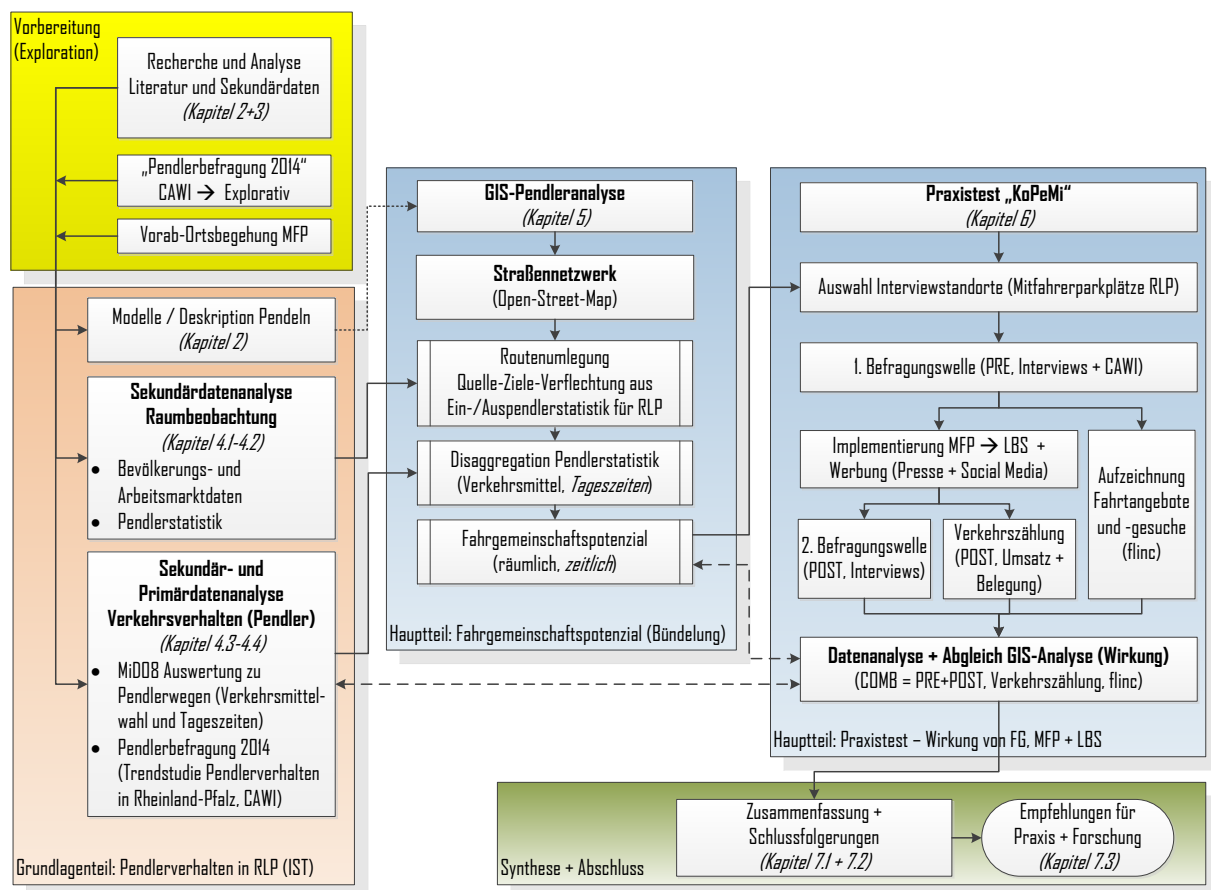 Vorbereitung
(Exploration)
Recherche und Analyse
Literatur und Sekundärdaten
(Kapitel 2+3)
„Pendlerbefragung 2014“
CAWI → Explorativ
Vorab-Ortsbegehung MFP
Modelle / Deskription Pendeln
(Kapitel 2)
Sekundärdatenanalyse
Raumbeobachtung
(Kapitel 4.1-4.2)
• Bevölkerungs- und
Arbeitsmarktdaten
• Pendlerstatistik
Sekundär- und
Primärdatenanalyse
Verkehrsverhalten (Pendler)
(Kapitel 4.3-4.4)
• MiD08 Auswertung zu
Pendlerwegen (Verkehrsmittel-
wahl und Tageszeiten)
• Pendlerbefragung 2014
(Trendstudie Pendlerverhalten
in Rheinland-Pfalz, CAWI)
Grundlagenteil: Pendlerverhalten in RLP (IST)
GIS-Pendleranalyse
(Kapitel 5)
Straßennetzwerk
(Open-Street-Map)
Routenumlegung
Quelle-Ziele-Verflechtung aus
Ein-/Auspendlerstatistik für RLP
Disaggregation Pendlerstatistik
(Verkehrsmittel, Tageszeiten)
Fahrgemeinschaftspotenzial
(räumlich, zeitlich)
Hauptteil: Fahrgemeinschaftspotenzial (Bündelung)
Praxistest „KoPeMi“
(Kapitel 6)
Auswahl Interviewstandorte (Mitfahrerparkplätze RLP)
1. Befragungswelle (PRE, Interviews + CAWI)
Implementierung MFP → LBS +
Werbung (Presse + Social Media)
Aufzeichnung
Fahrtangebote
und -gesuche
(flinc)
2. Befragungswelle
(POST, Interviews)
Verkehrszählung
(POST, Umsatz +
Belegung)
Datenanalyse + Abgleich GIS-Analyse (Wirkung)
(COMB = PRE+POST, Verkehrszählung, flinc)
Hauptteil: Praxistest – Wirkung von FG, MFP + LBS
Zusammenfassung +
Schlussfolgerungen
(Kapitel 7.1 + 7.2)
Empfehlungen für
Praxis + Forschung
(Kapitel 7.3)
Synthese + Abschluss